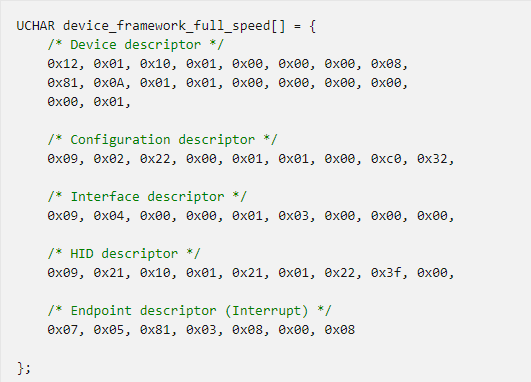 UCHAR device_framework_full_speed[] = {
/* Device descriptor */
0x12, 0x01, 0x10, 0x01, 0x00, 0x00, 0x00, 0x08,
0x81, 0x0A, 0x01, 0x01, 0x00, 0x00, 0x00, 0x00,
0x00, 0x01,
/* Configuration descriptor */
0x09, 0x02, 0x22, 0x00, 0x01, 0x01, 0x00, 0xc0, 0x32,
/* Interface descriptor */
0x09, 0x04, 0x00, 0x00, 0x01, 0x03, 0x00, 0x00, 0x00,
/* HID descriptor */
0x09, 0x21, 0x10, 0x01, 0x21, 0x01, 0x22, 0x3f, 0x00,
/* Endpoint descriptor (Interrupt) */
0x07, 0x05, 0x81, 0x03, 0x08, 0x00, 0x08
};